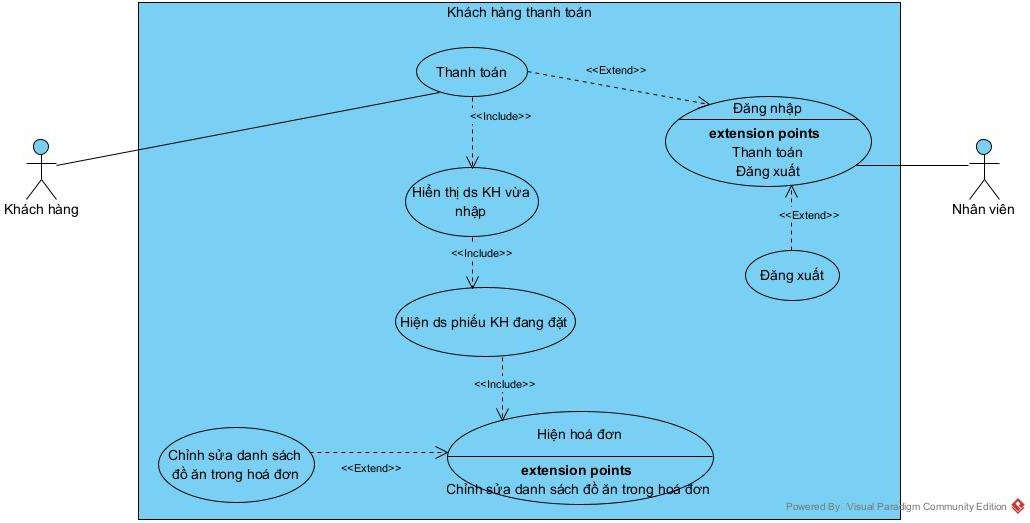 Khách hàng thanh toán
Thanh toán
<<Extend>>
<<Include>>
Đăng nhập
extension points
Thanh toán
Đăng xuất
Khách hàng
Nhân viên
Hiển thị ds KH vừa
nhập
<<Extend>>
<<Include>>
Đăng xuất
Hiện ds phiếu KH đang đặt
<<Include>>
Hiện hoá đơn
extension points
Chỉnh sửa danh sách đồ ăn trong hoá đơn
Chỉnh sửa danh sách
đồ ăn trong hoá đơn
<<Extend>>
Powered By Visual Paradigm Community Edition